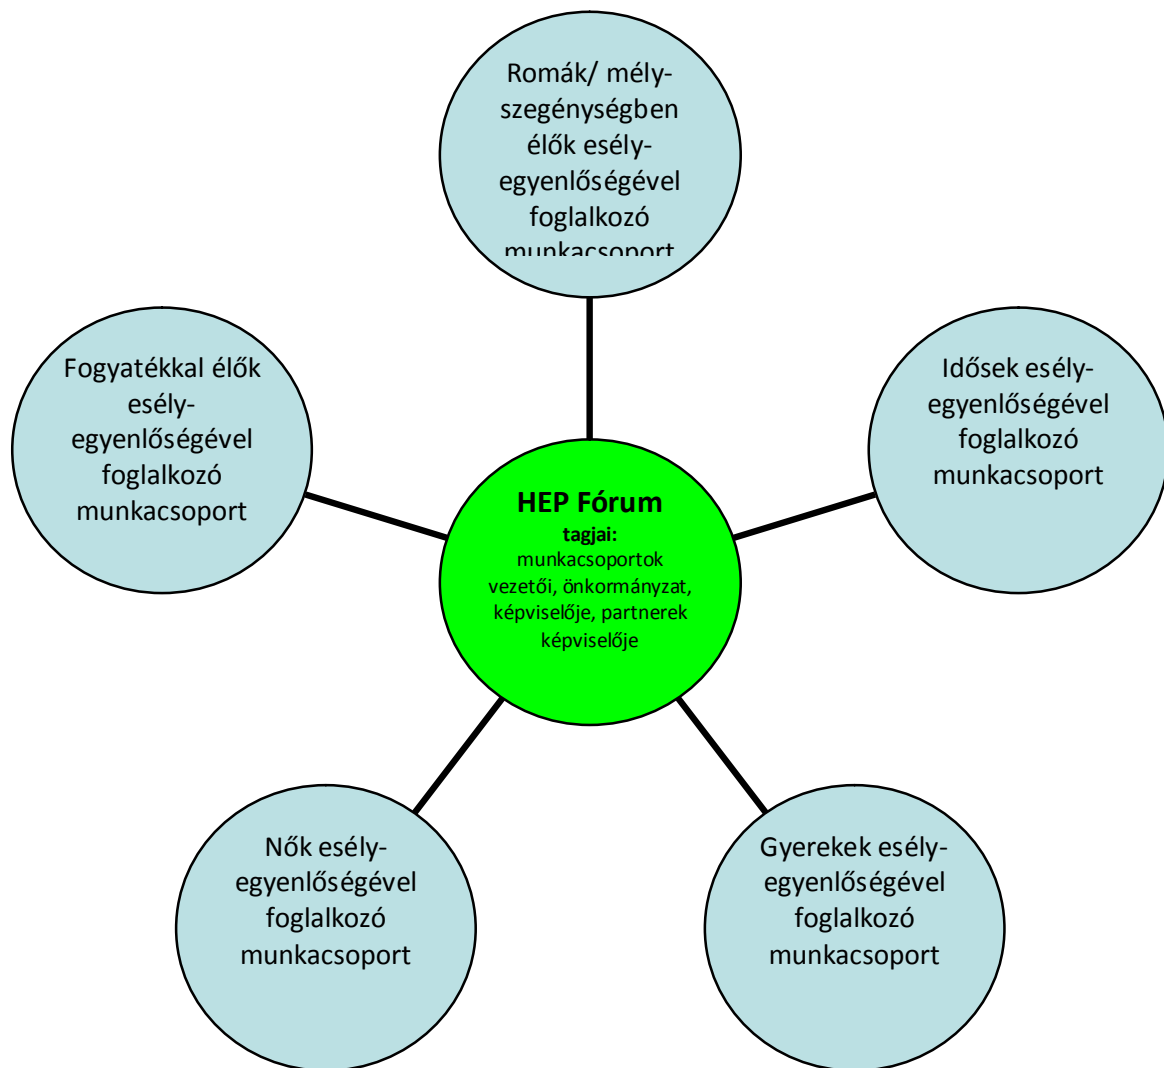 Romák/ mély-
szegénységben
élők esély-
egyenlőségével
foglalkozó
munkacsoport
Fogyatékkal élők
esély-
egyenlőségével
foglalkozó
munkacsoport
Idősek esély-
egyenlőségével
foglalkozó
munkacsoport
HEP Fórum
tagjai:
munkacsoportok
vezetői, önkormányzat,
képviselője, partnerek
képviselője
Nők esély-
egyenlőségével
foglalkozó
munkacsoport
Gyerekek esély-
egyenlőségével
foglalkozó
munkacsoport